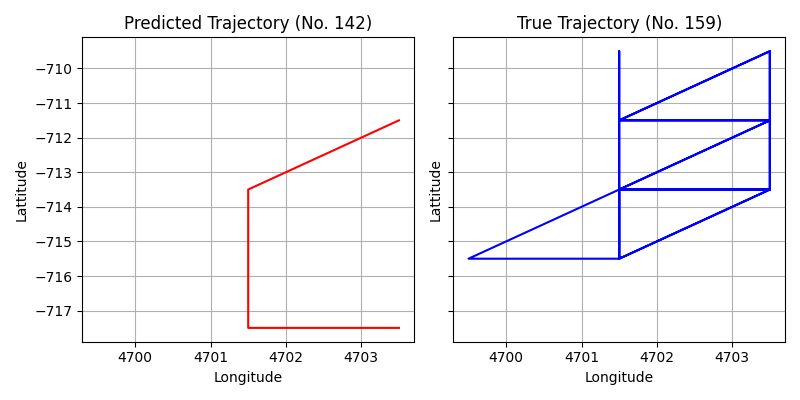 Predicted Trajectory (No. 142)
True Trajectory (No. 159)
Lattitude
−710
−711
−712
−713
−714
−715
−716
−717
4700 4701 4702 4703
Longitude
Lattitude
4700 4701 4702 4703
Longitude